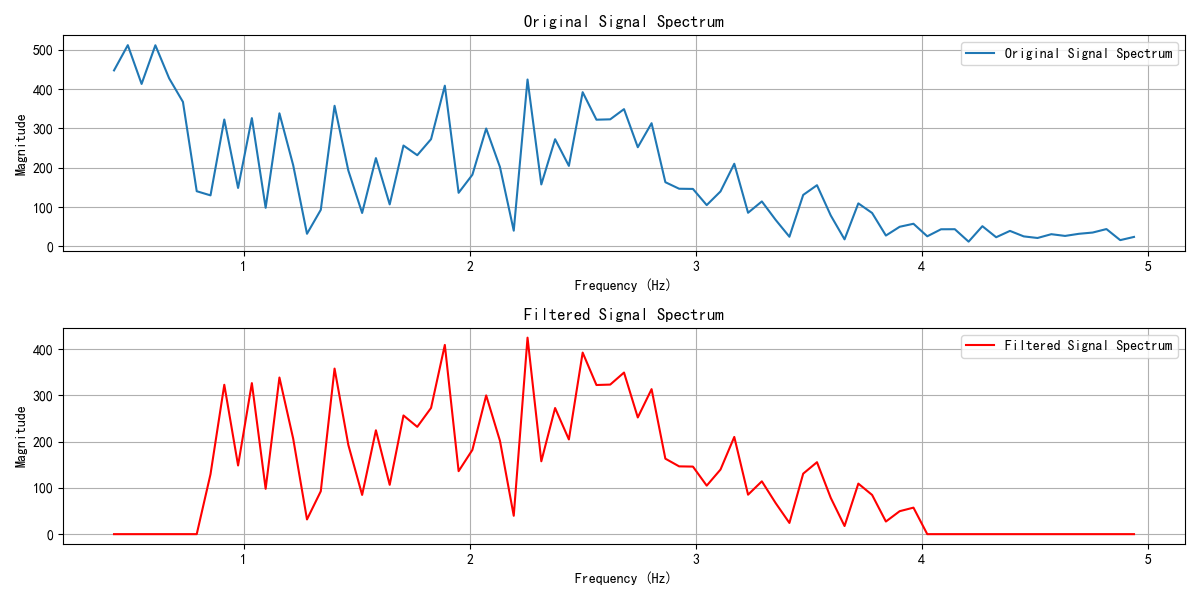 Original Signal Spectrum
Original Signal Spectrum
Magnitude
500
400
300
200
100
0
1 2 3 4 5
Frequency (Hz)
Filtered Signal Spectrum
Filtered Signal Spectrum
Magnitude
400
300
200
100
0
1 2 3 4 5
Frequency (Hz)